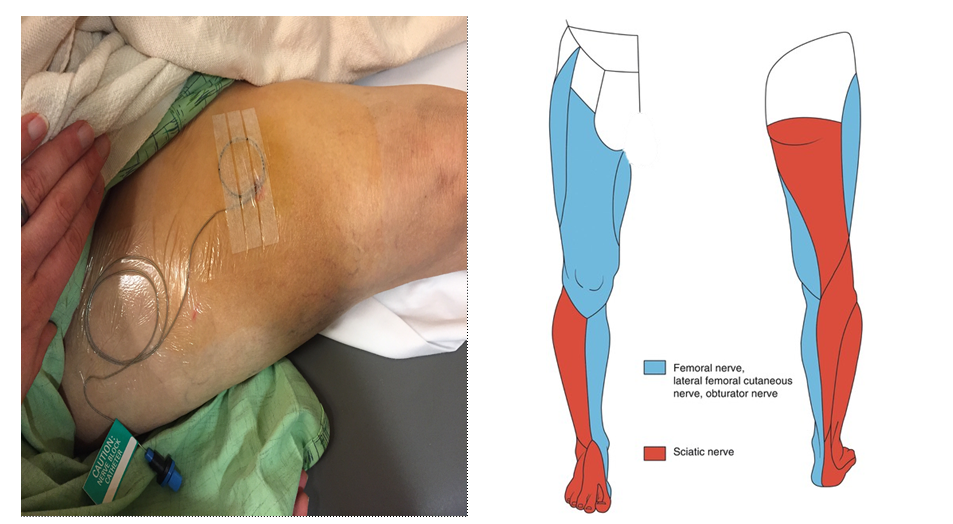 CAUTION:
NERVE BLOCK
CATHETER
Femoral nerve,
lateral femoral cutaneous
nerve, obturator nerve
Sciatic nerve